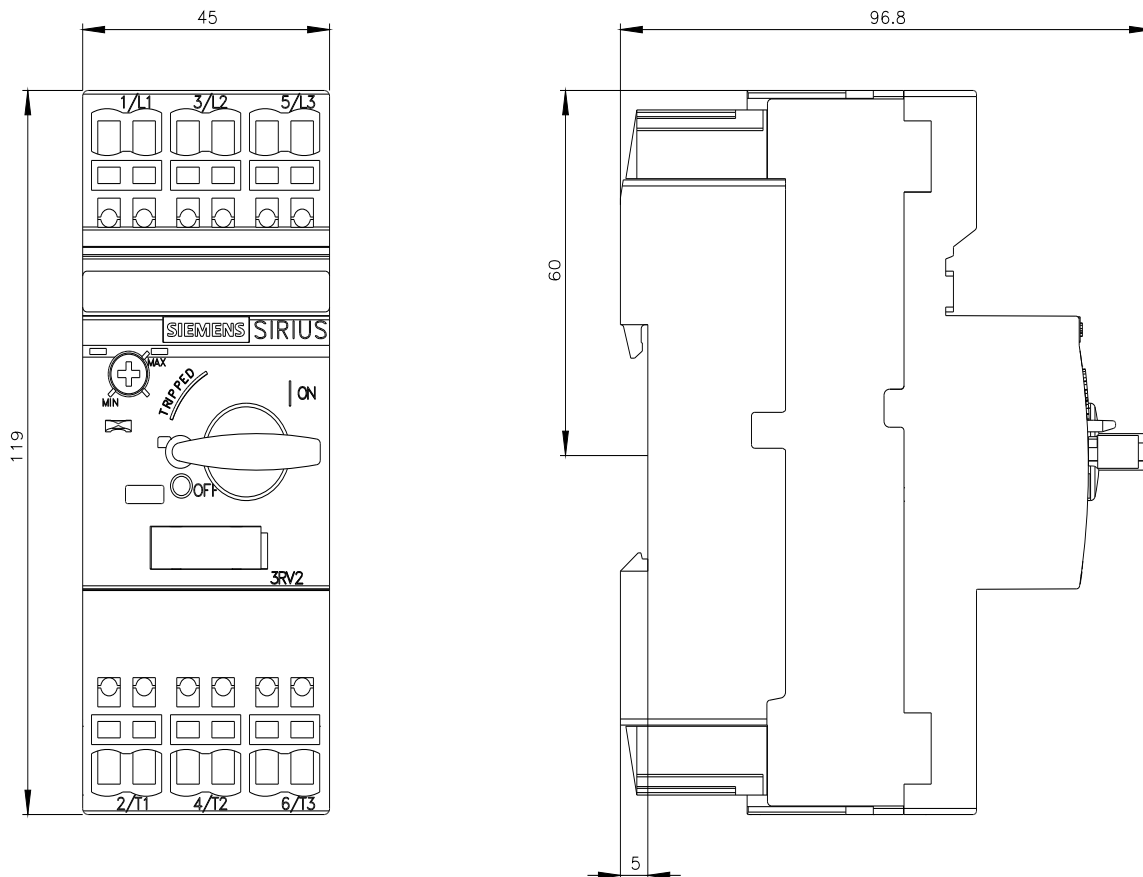 45
96.8
1/L1 3/L2 5/L3
60
SIEMENS SIRIUS
MAX
MIN
TRIPPED
ON
119
OFF
3RV2
2/T1 4/T2 6/T3
5